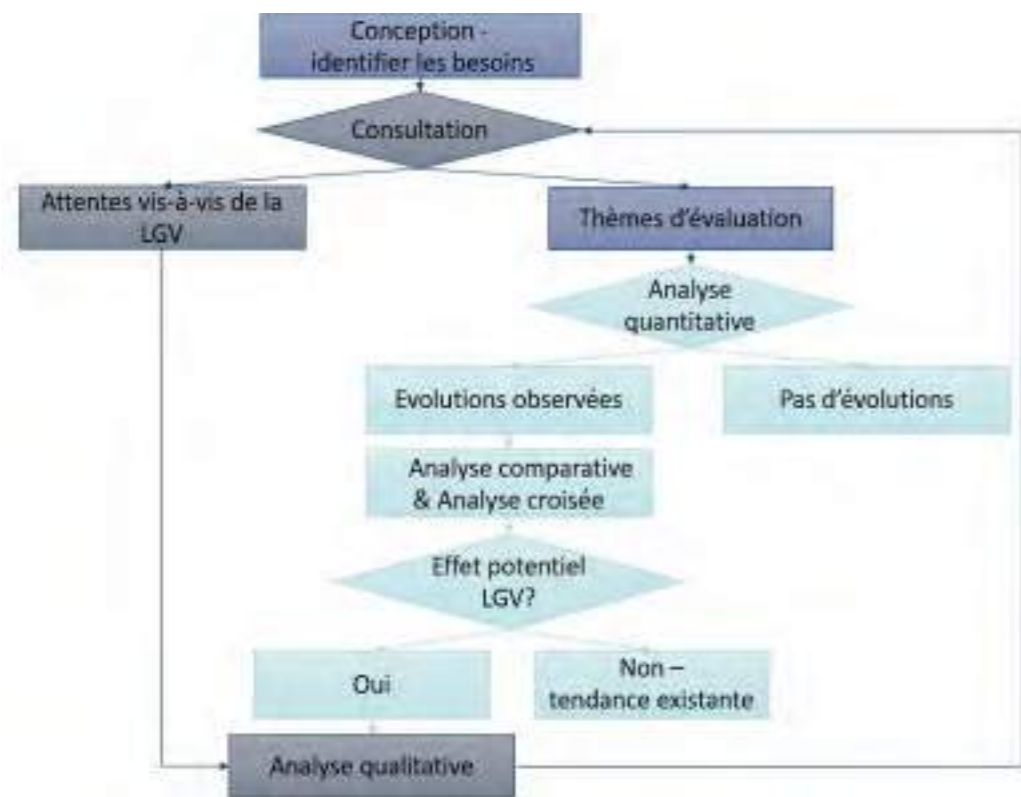 Conception -
identifier les besoins
Consultation
Attentes vis-à-vis de la
LGV
Thèmes d'évaluation
Analyse
quantitative
Evolutions observées
Pas d'évolutions
Analyse comparative
& Analyse croisée
Effet potentiel
LGV?
Oui
Non –
tendance existante
Analyse qualitative